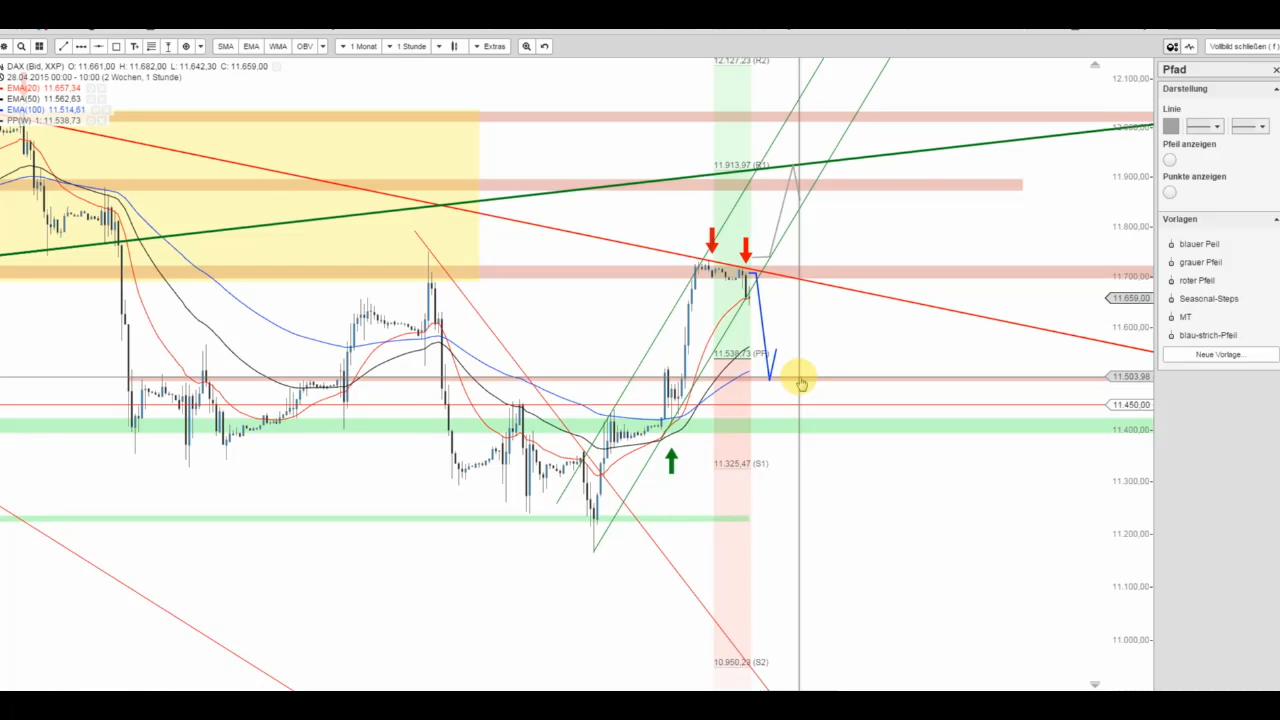 SMA EMA WMA OBV 1 Monat 1 Stunde Extras Vollbild schließen ( f )
DAX (Bid, XXP) O: 11.661,00 H: 11.682,00 L: 11.642,30 C: 11.659,00
28.04.2015 00:00 - 10:00 (2 Wochen, 1 Stunde)
EMA(20) 11.657,34
EMA(50) 11.562,63
EMA(100) 11.514,61
PP(W) 1: 11.538,73
12.127,23 (R2)
11.913,97 (R1)
11.538,73 (PP)
11.325,47 (S1)
10.950,23 (S2)
12.100,00
12.000,00
11.900,00
11.800,00
11.700,00
11.659,00
11.600,00
11.503,98
11.450,00
11.400,00
11.300,00
11.200,00
11.100,00
11.000,00
Pfad
Darstellung
Linie
Pfeil anzeigen
Punkte anzeigen
Vorlagen
blauer Peil
grauer Pfeil
roter Pfeil
Seasonal-Steps
MT
blau-strich-Pfeil
Neue Vorlage...